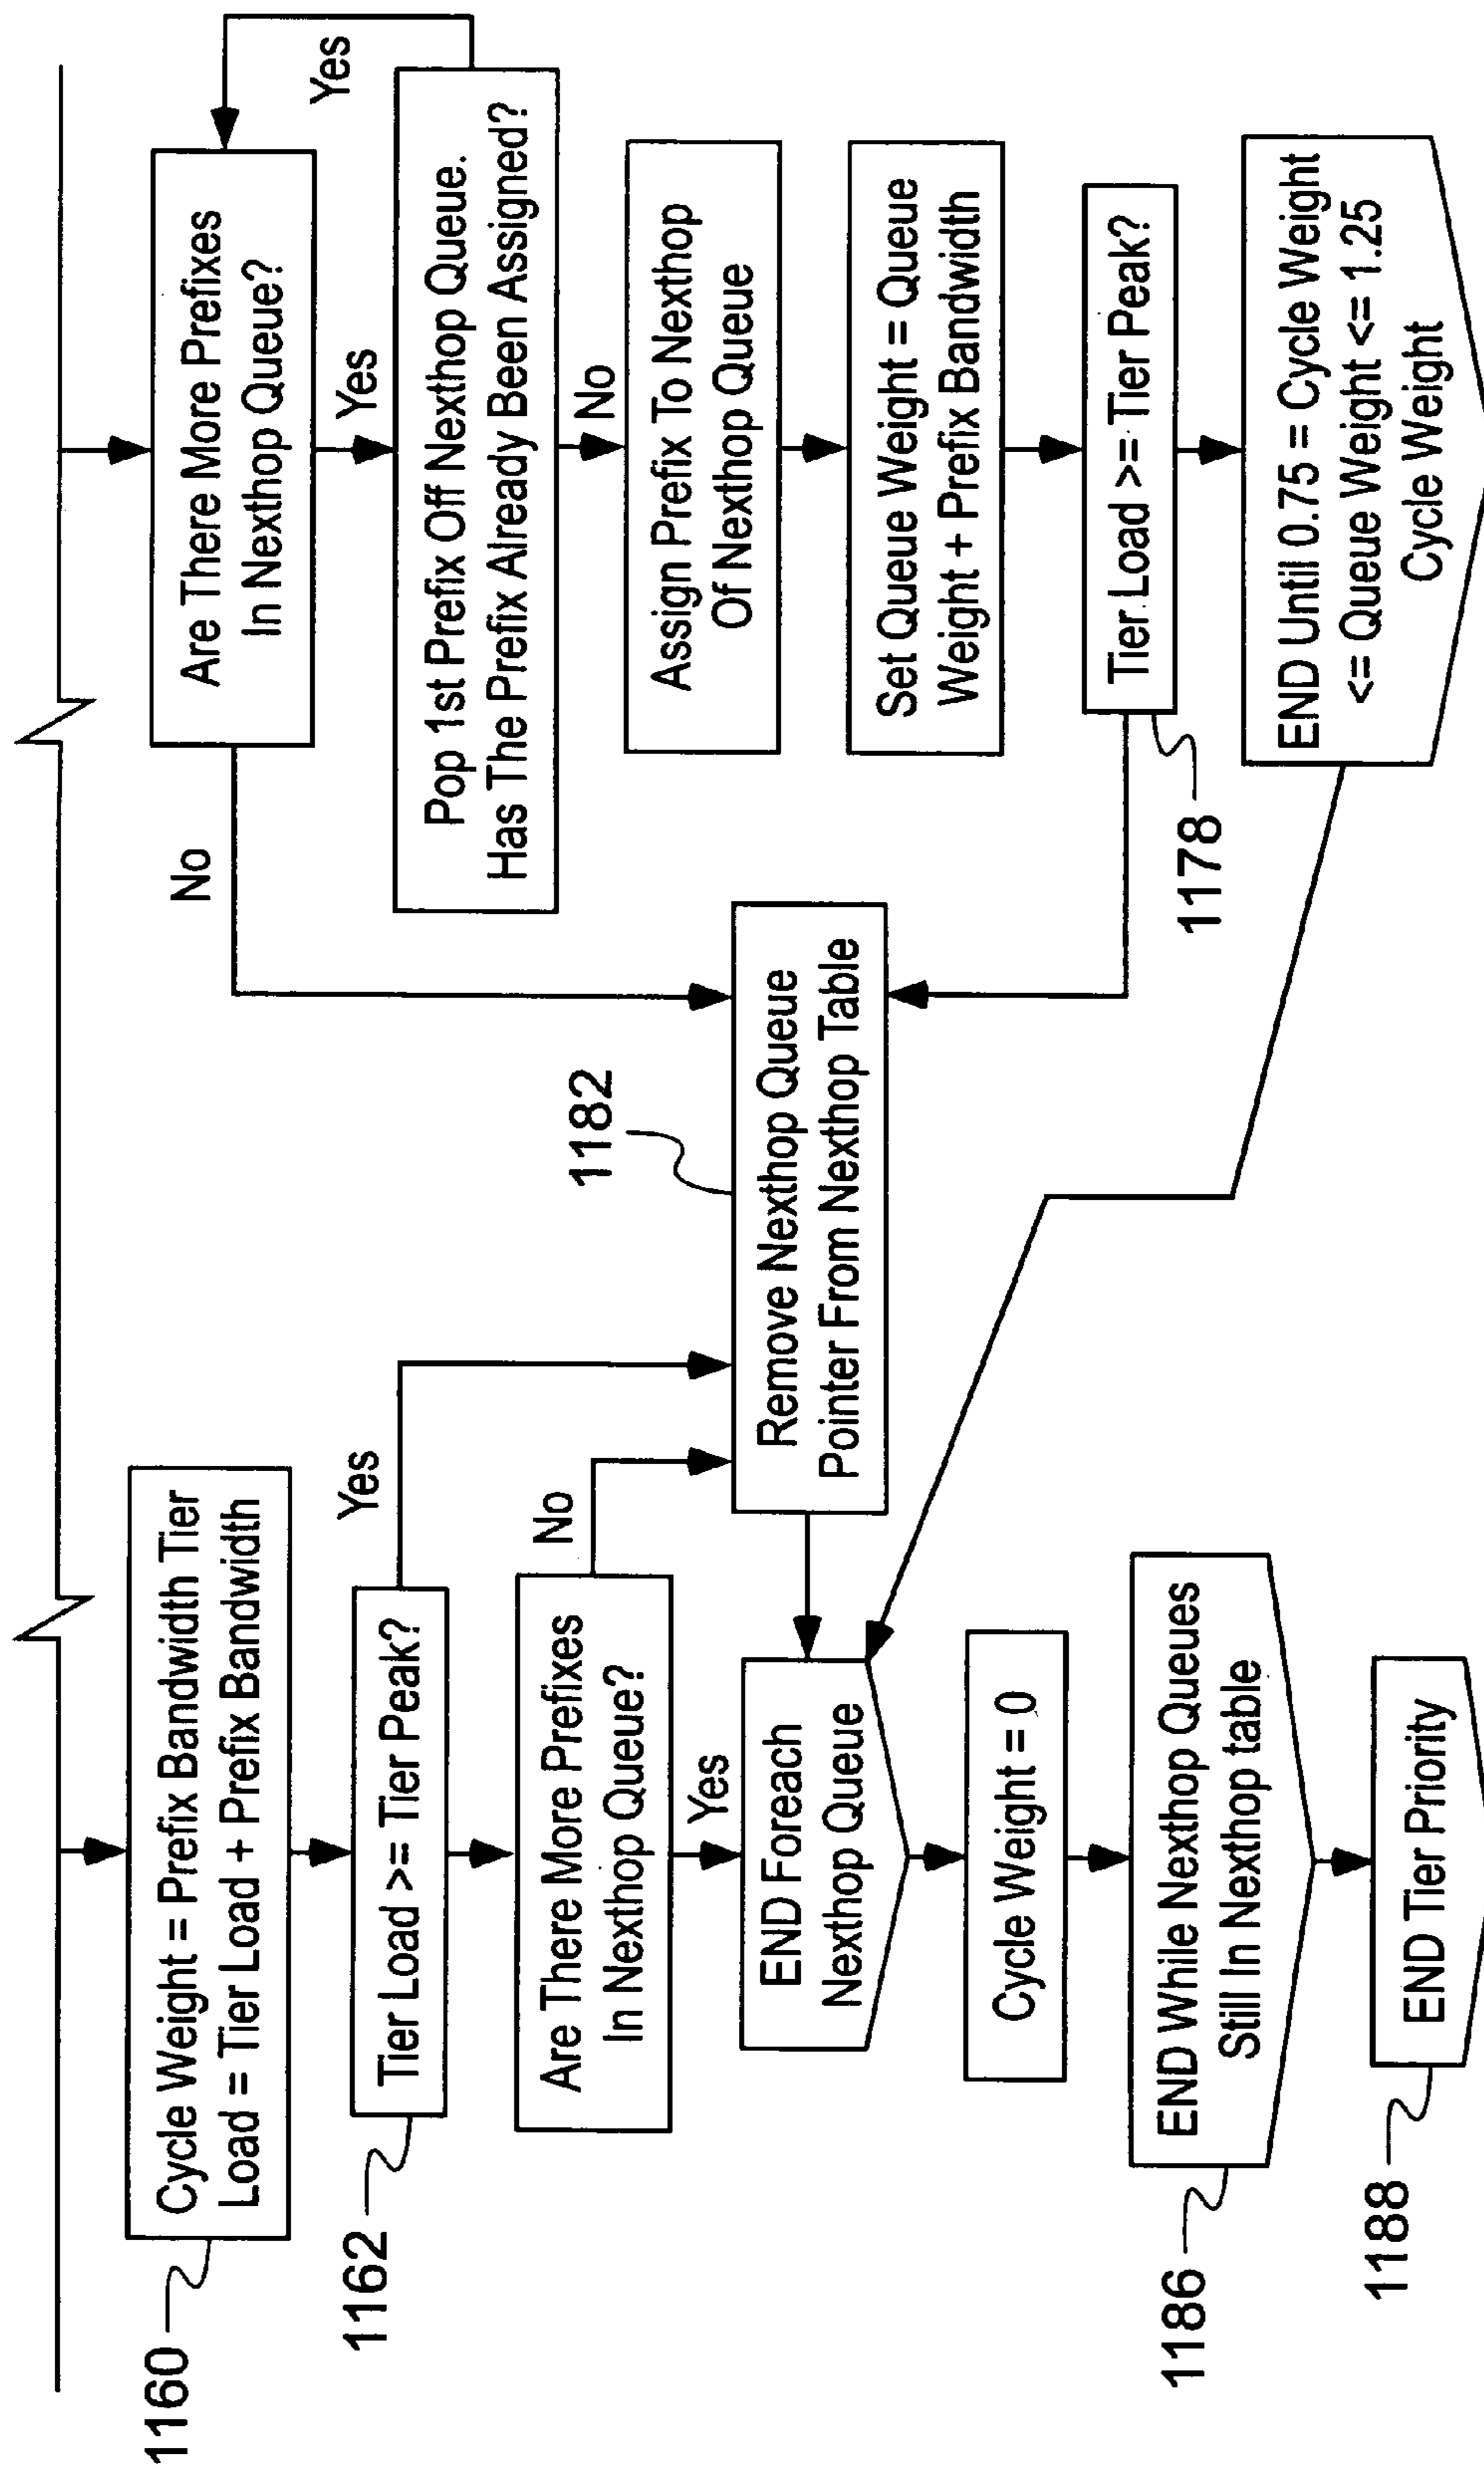 1160
Cycle Weight = Prefix Bandwidth Tier
Load = Tier Load + Prefix Bandwidth
1162
Tier Load >= Tier Peak?
Yes
Are There More Prefixes
In Nexthop Queue?
No
Yes
END Foreach
Nexthop Queue
Cycle Weight = 0
1186
END While Nexthop Queues
Still In Nexthop table
1188
END Tier Priority
1182
Remove Nexthop Queue
Pointer From Nexthop Table
No
Are There More Prefixes
In Nexthop Queue?
Yes
Yes
Pop 1st Prefix Off Nexthop Queue.
Has The Prefix Already Been Assigned?
No
Assign Prefix To Nexthop
Of Nexthop Queue
Set Queue Weight = Queue
Weight + Prefix Bandwidth
Tier Load >= Tier Peak?
1178
END Until 0.75 = Cycle Weight
<= Queue Weight <= 1.25
Cycle Weight